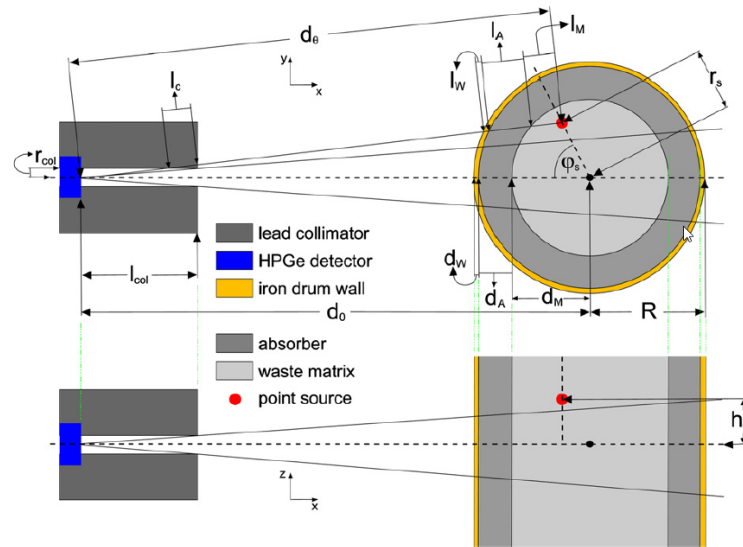 d_θ
l_A
l_M
y
x
l_c
l_W
r_s
r_col
φ_s
lead collimator
HPGe detector
iron drum wall
l_col
d_W
d_A
d_M
d_0
R
absorber
waste matrix
point source
h
z
x